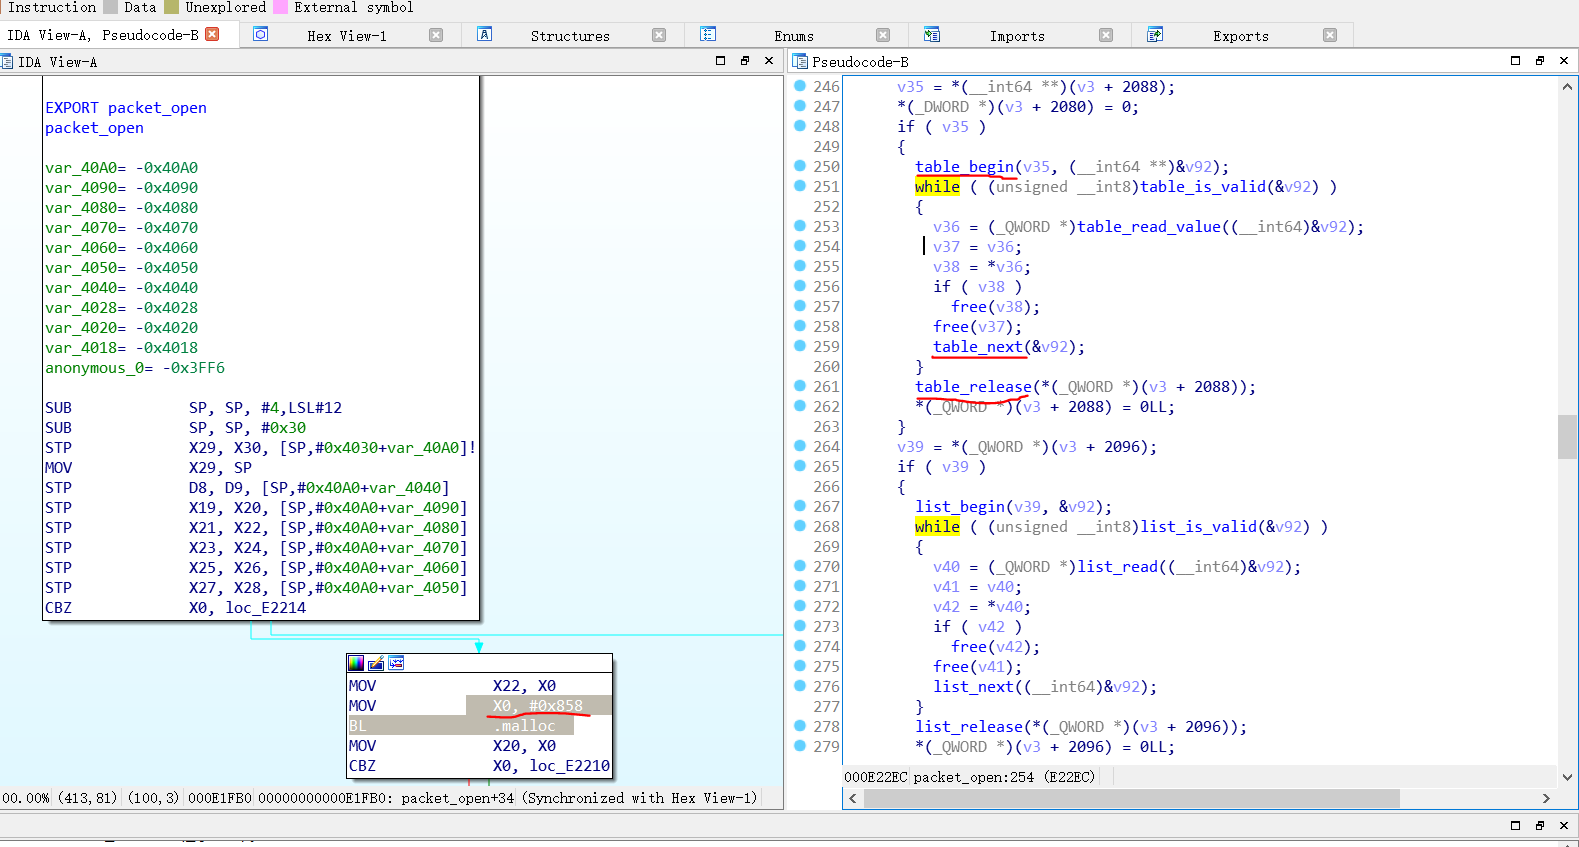 Instruction Data Unexplored External symbol
IDA View-A, Pseudocode-B Hex View-1 Structures Enums Imports Exports
IDA View-A
EXPORT packet_open
packet_open
var_40A0= -0x40A0
var_4090= -0x4090
var_4080= -0x4080
var_4070= -0x4070
var_4060= -0x4060
var_4050= -0x4050
var_4040= -0x4040
var_4028= -0x4028
var_4020= -0x4020
var_4018= -0x4018
anonymous_0= -0x3FF6
SUB SP, SP, #4,LSL#12
SUB SP, SP, #0x30
STP X29, X30, [SP,#0x4030+var_40A0]!
MOV X29, SP
STP D8, D9, [SP,#0x40A0+var_4040]
STP X19, X20, [SP,#0x40A0+var_4090]
STP X21, X22, [SP,#0x40A0+var_4080]
STP X23, X24, [SP,#0x40A0+var_4070]
STP X25, X26, [SP,#0x40A0+var_4060]
STP X27, X28, [SP,#0x40A0+var_4050]
CBZ X0, loc_E2214
MOV X22, X0
MOV X0, #0x858
BL .malloc
MOV X20, X0
CBZ X0, loc_E2210
00.00% (413,81) (100,3) 000E1FB0 00000000000E1FB0: packet_open+34 (Synchronized with Hex View-1)
Pseudocode-B
246 v35 = *(__int64 **)(v3 + 2088);
247 *(_DWORD *)(v3 + 2080) = 0;
248 if ( v35 )
249 {
250 table_begin(v35, (__int64 **)&v92);
251 while ( (unsigned __int8)table_is_valid(&v92) )
252 {
253 v36 = (_QWORD *)table_read_value((__int64)&v92);
254 v37 = v36;
255 v38 = *v36;
256 if ( v38 )
257 free(v38);
258 free(v37);
259 table_next(&v92);
260 }
261 table_release(*(_QWORD *)(v3 + 2088));
262 *(_QWORD *)(v3 + 2088) = 0LL;
263 }
264 v39 = *(_QWORD *)(v3 + 2096);
265 if ( v39 )
266 {
267 list_begin(v39, &v92);
268 while ( (unsigned __int8)list_is_valid(&v92) )
269 {
270 v40 = (_QWORD *)list_read((__int64)&v92);
271 v41 = v40;
272 v42 = *v40;
273 if ( v42 )
274 free(v42);
275 free(v41);
276 list_next((__int64)&v92);
277 }
278 list_release(*(_QWORD *)(v3 + 2096));
279 *(_QWORD *)(v3 + 2096) = 0LL;
000E22EC packet_open:254 (E22EC)